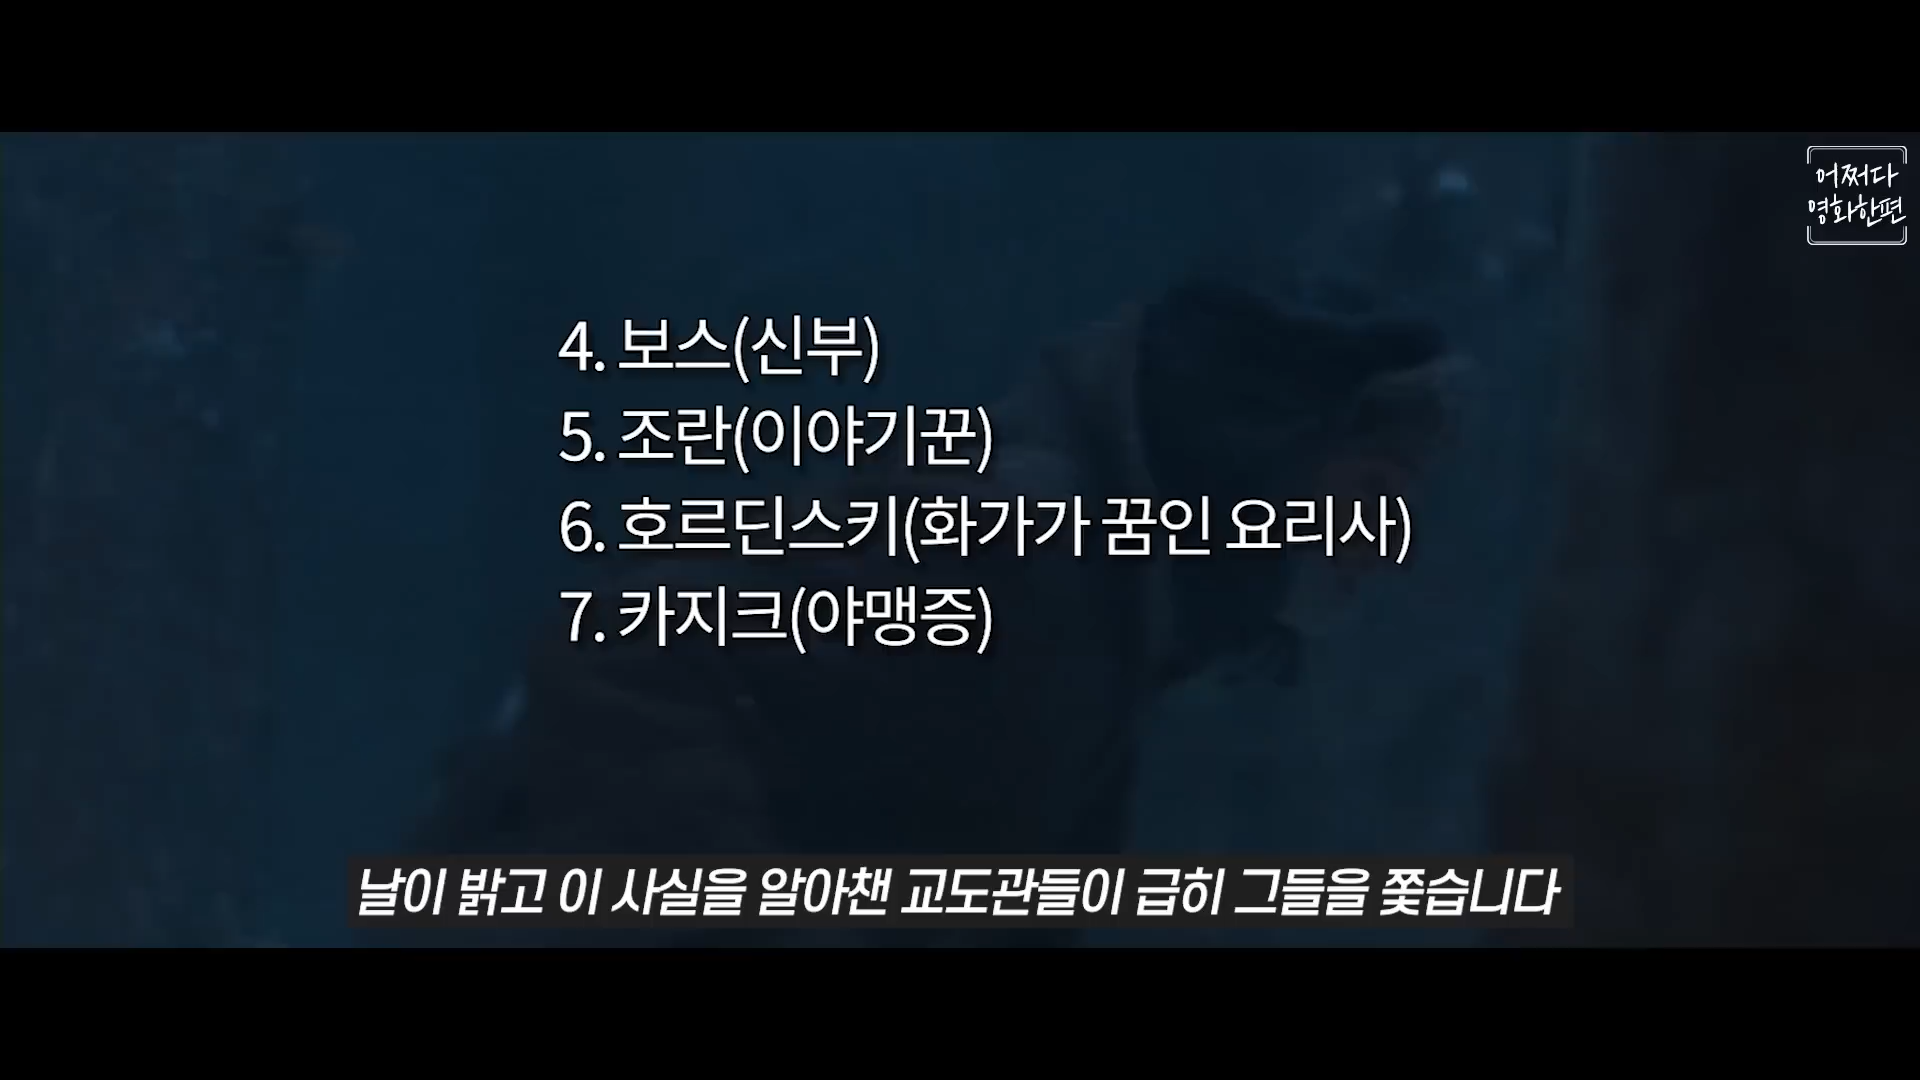 어쩌다
영화한편
4. 보스(신부)
5. 조란(이야기꾼)
6. 호르딘스키(화가가 꿈인 요리사)
7. 카지크(야맹증)
날이 밝고 이 사실을 알아챈 교도관들이 급히 그들을 쫓습니다